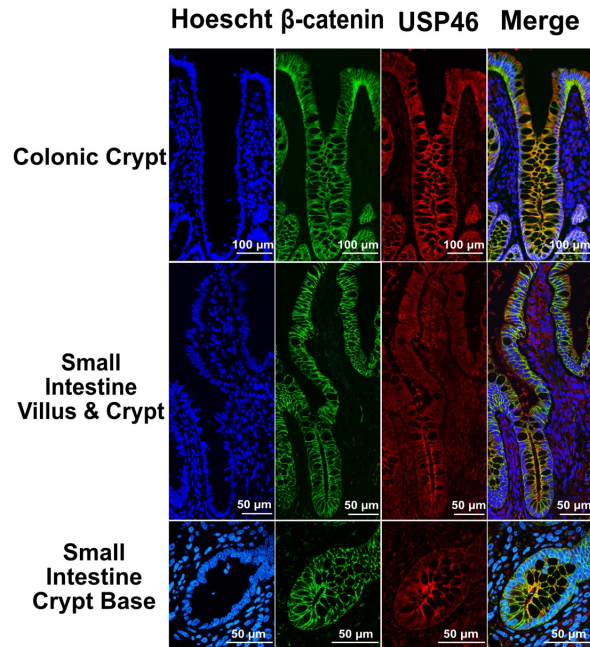 Hoescht β-catenin USP46 Merge
Colonic Crypt
100 µm 100 µm 100 µm 100 µm
Small
Intestine
Villus & Crypt
50 µm 50 µm 50 µm 50 µm
Small
Intestine
Crypt Base
50 µm 50 µm 50 µm 50 µm